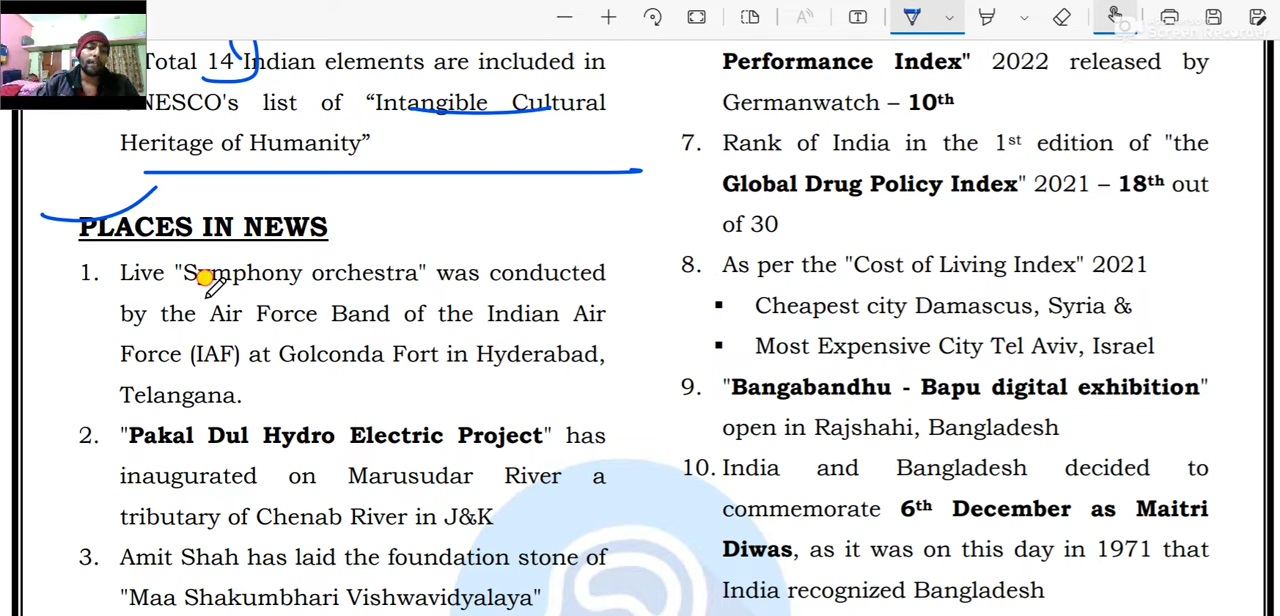 Total 14 Indian elements are included in
UNESCO's list of “Intangible Cultural
Heritage of Humanity”
PLACES IN NEWS
1. Live "Symphony orchestra" was conducted
by the Air Force Band of the Indian Air
Force (IAF) at Golconda Fort in Hyderabad,
Telangana.
2. "Pakal Dul Hydro Electric Project" has
inaugurated on Marusudar River a
tributary of Chenab River in J&K
3. Amit Shah has laid the foundation stone of
"Maa Shakumbhari Vishwavidyalaya"
Performance Index" 2022 released by
Germanwatch – 10th
7. Rank of India in the 1st edition of "the
Global Drug Policy Index" 2021 – 18th out
of 30
8. As per the "Cost of Living Index" 2021
▪ Cheapest city Damascus, Syria &
▪ Most Expensive City Tel Aviv, Israel
9. "Bangabandhu - Bapu digital exhibition"
open in Rajshahi, Bangladesh
10. India and Bangladesh decided to
commemorate 6th December as Maitri
Diwas, as it was on this day in 1971 that
India recognized Bangladesh
Screen Recorder